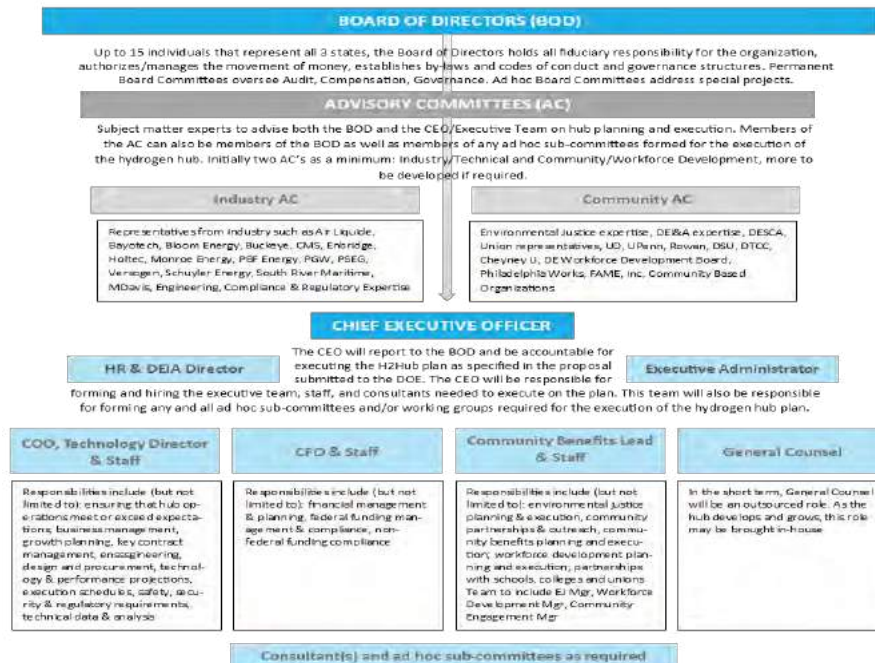 BOARD OF DIRECTORS (BOD)
Up to 15 individuals that represent all 3 states, the Board of Directors holds all fiduciary responsibility for the organization,
authorizes/manages the movement of money, establishes by-laws and codes of conduct and governance structures. Permanent
Board Committees oversee Audit, Compensation, Governance. Ad hoc Board Committees address special projects.
ADVISORY COMMITTEES (AC)
Subject matter experts to advise both the BOD and the CEO/Executive Team on hub planning and execution. Members of
the AC can also be members of the BOD as well as members of any ad hoc sub-committees formed for the execution of
the hydrogen hub. Initially two AC's as a minimum: Industry/Technical and Community/Workforce Development, more to
be developed if required.
Industry AC
Representatives from Industry such as Air Liquide,
Bayotech, Bloom Energy, Buckeye, CMS, Enbridge,
Holtec, Monroe Energy, PBF Energy, PGW, PSEG,
Versogen, Schuyler Energy, South River Maritime,
MDavis, Engineering, Compliance & Regulatory Expertise
Community AC
Environmental Justice expertise, DEI&A expertise, DESCA,
Union representatives, UD, UPenn, Rowan, DSU, DTCC,
Cheyney U, DE Workforce Development Board,
Philadelphia Works, FAME, Inc, Community Based
Organizations
CHIEF EXECUTIVE OFFICER
HR & DEIA Director
Executive Administrator
The CEO will report to the BOD and be accountable for
executing the H2Hub plan as specified in the proposal
submitted to the DOE. The CEO will be responsible for
forming and hiring the executive team, staff, and consultants needed to execute on the plan. This team will also be responsible
for forming any and all ad hoc sub-committees and/or working groups required for the execution of the hydrogen hub plan.
COO, Technology Director
& Staff
Responsibilities include (but not
limited to): ensuring that hub op-
erations meet or exceed expecta-
tions, business management,
growth planning, key contract
management, enssgineering,
design and procurement, technol-
ogy & performance projections,
execution schedules, safety, secu-
rity & regulatory requirements,
technical data & analysis
CFO & Staff
Responsibilities include (but not
limited to): financial management
& planning, federal funding man-
agement & compliance, non-
federal funding compliance
Community Benefits Lead
& Staff
Responsibilities include (but not
limited to): environmental justice
planning & execution, community
partnerships & outreach, commu-
nity benefits planning and execu-
tion; workforce development plan-
ning and execution; partnerships
with schools, colleges and unions
Team to include EJ Mgr, Workforce
Development Mgr, Community
Engagement Mgr
General Counsel
In the short term, General Counsel
will be an outsourced role. As the
hub develops and grows, this role
may be brought in-house
Consultant(s) and ad hoc sub-committees as required